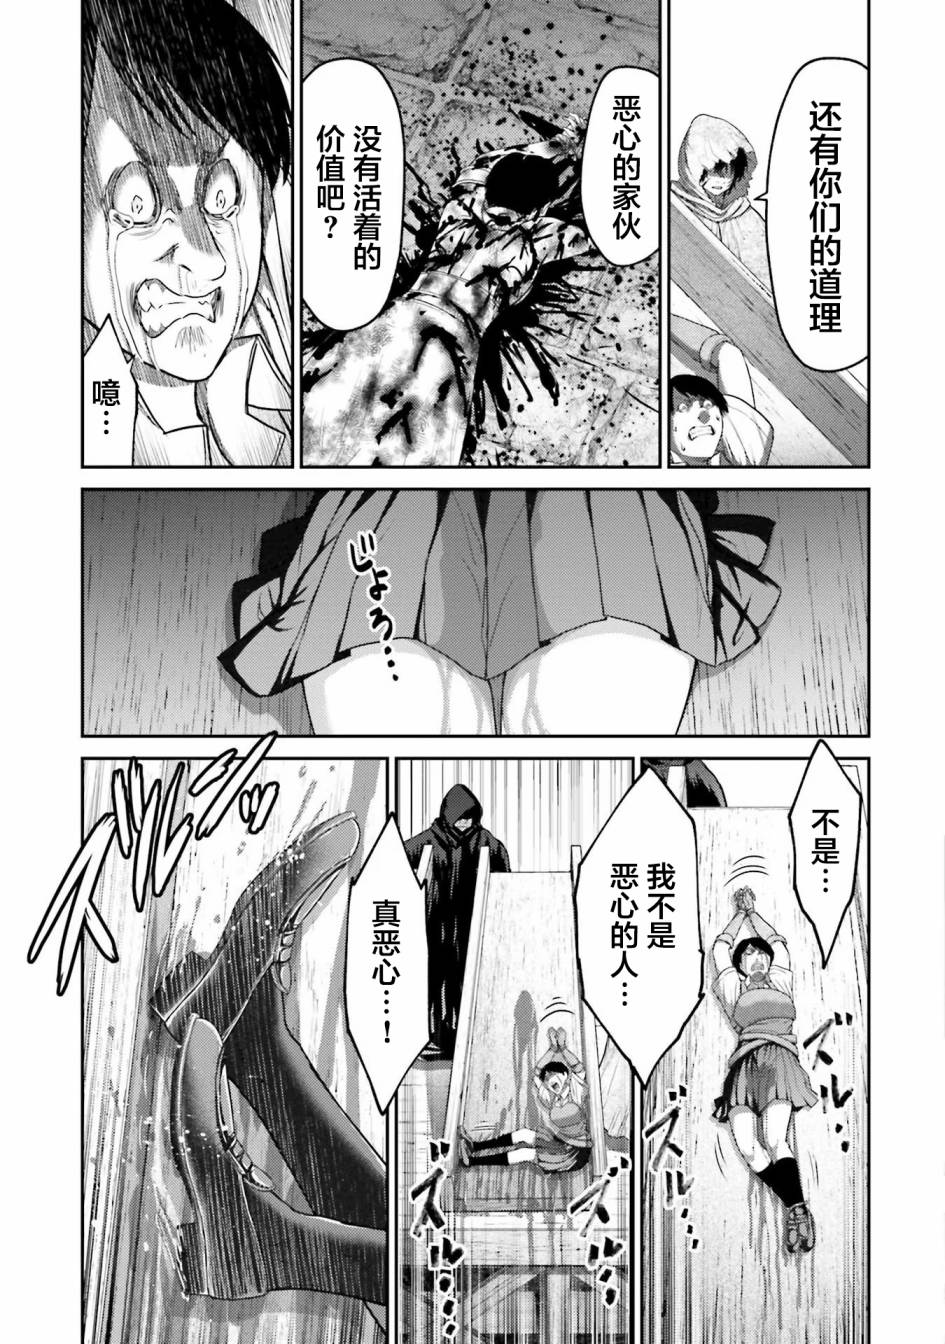 还有你们的道理
恶心的家伙
没有活着的
价值吧？
噫…
じょろ…
不是…
我不是
恶心的人…
ズル
ズル
真恶心…！
ズル
ズル
ズルッ